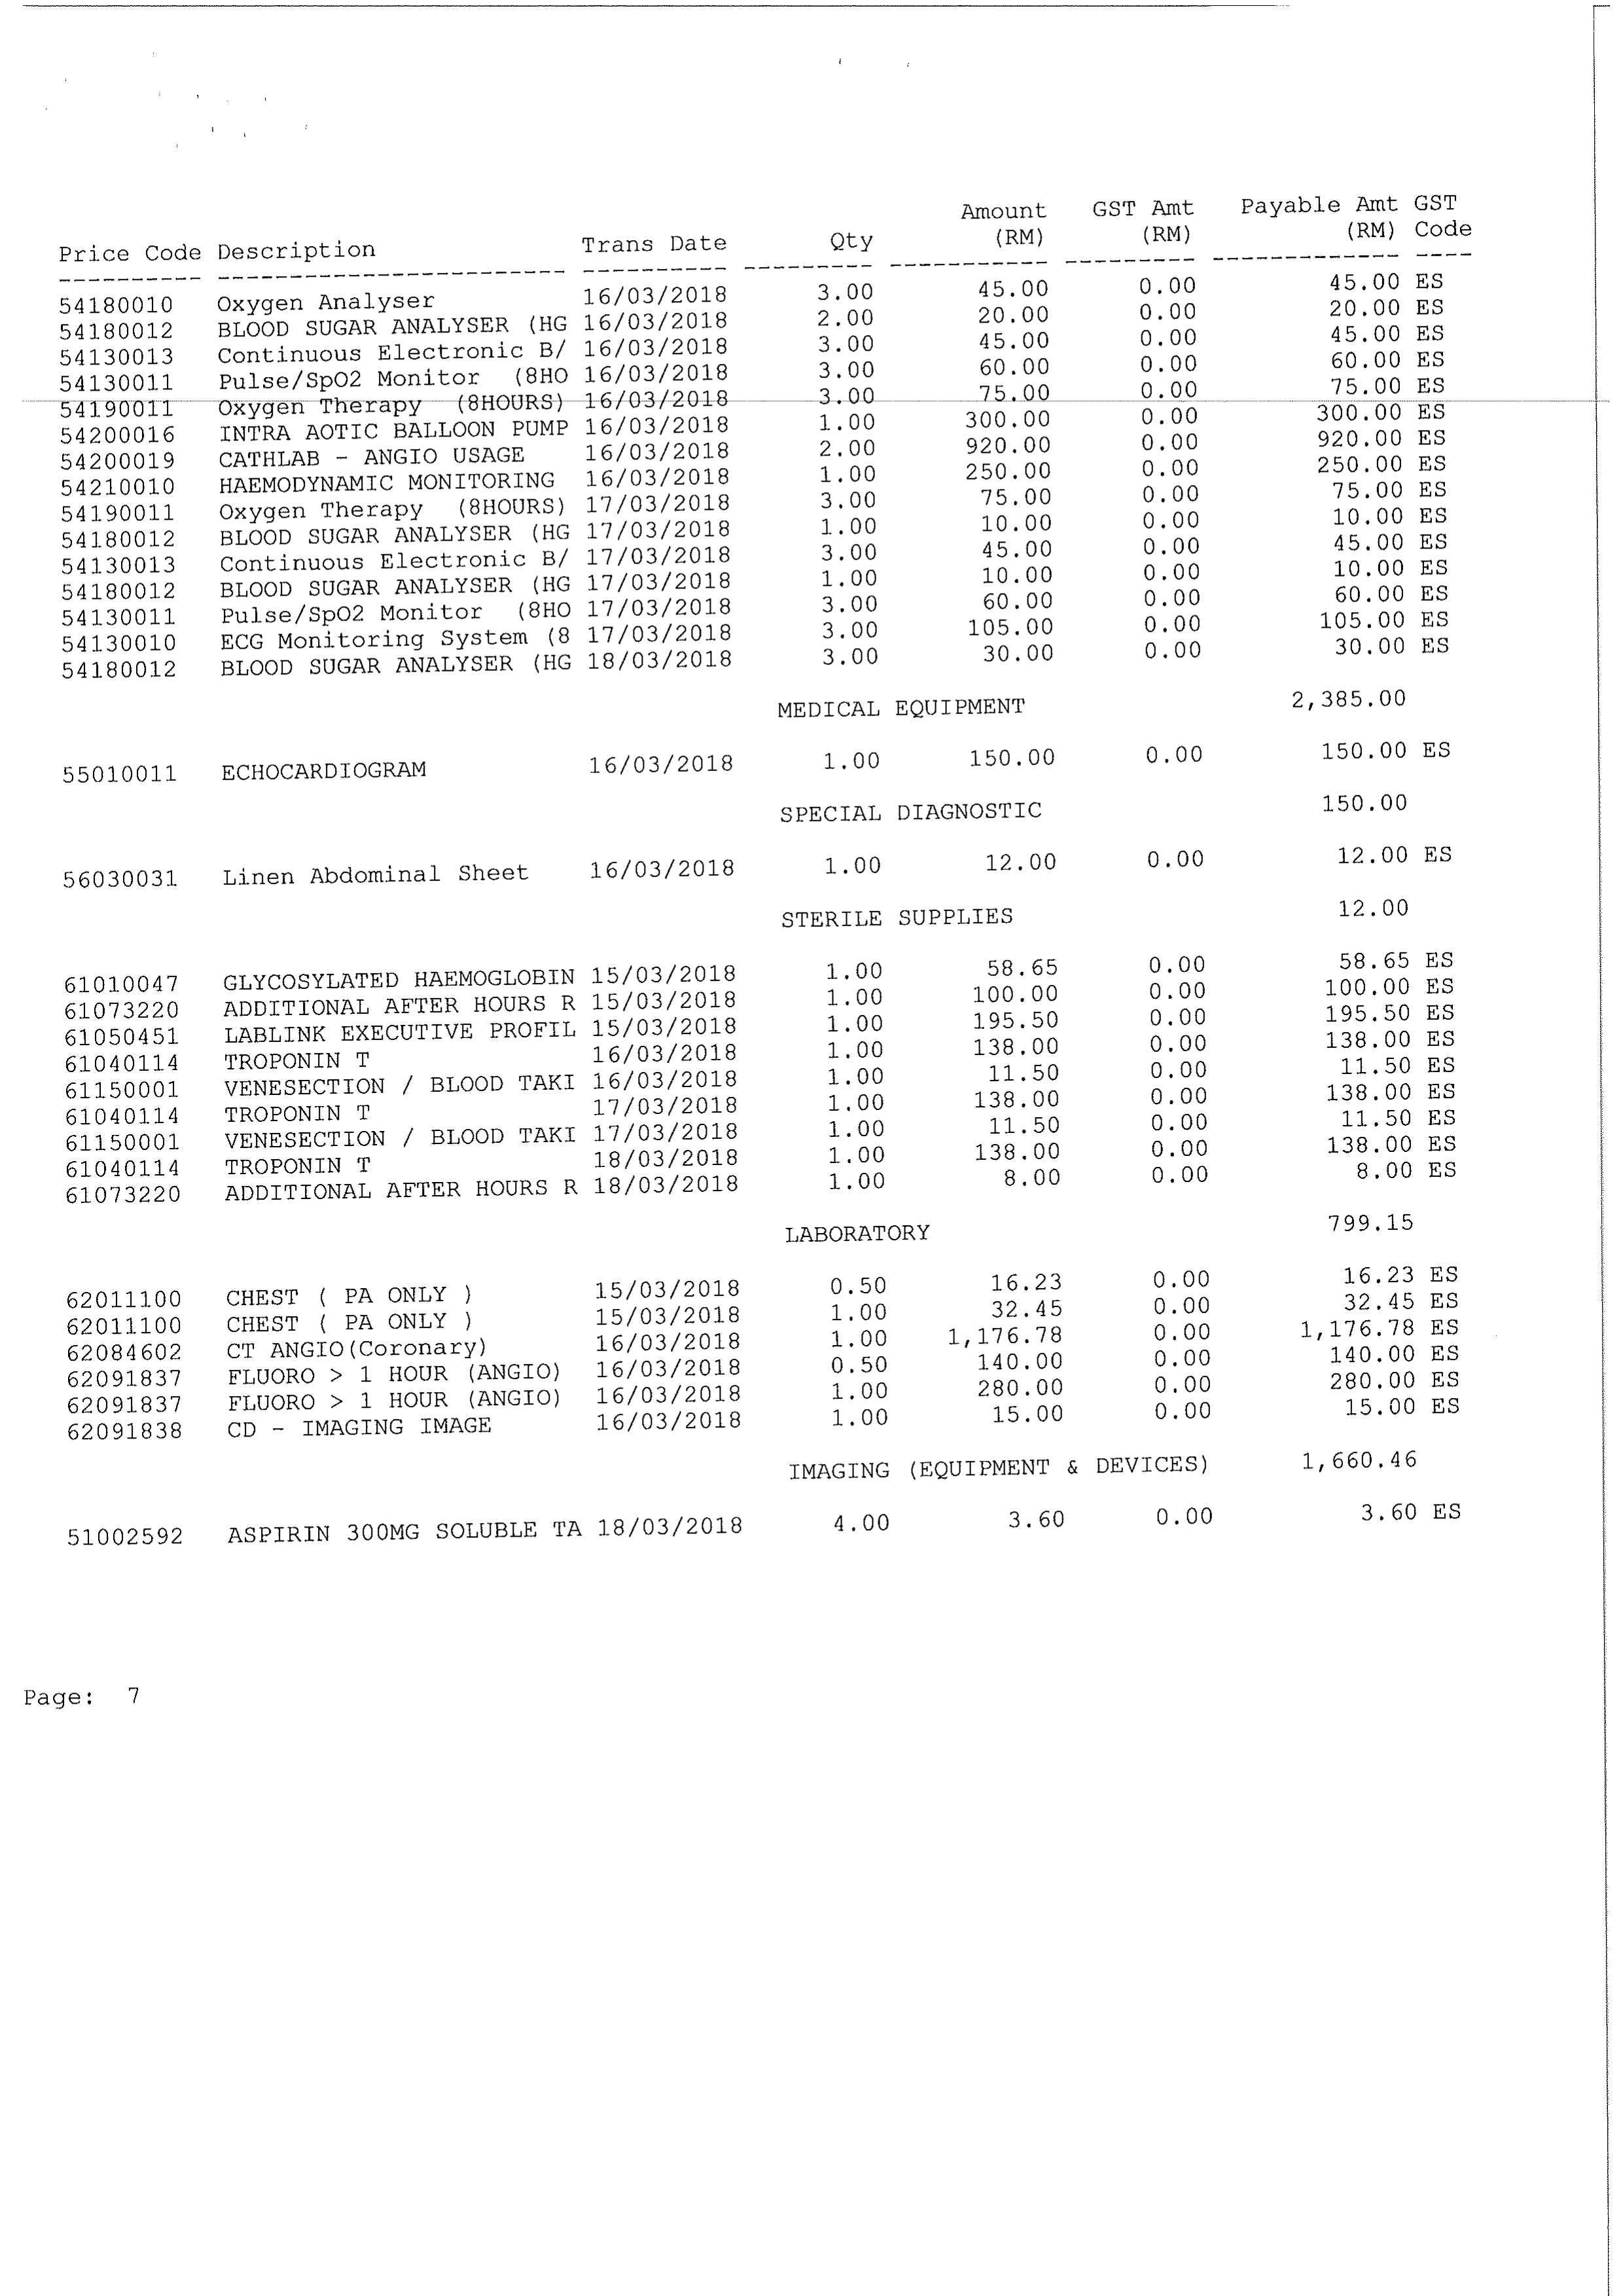 Amount GST Amt Payable Amt GST
Price Code Description Trans Date Qty (RM) (RM) (RM) Code
---------- ------------------------ ---------- --------- ----------- --------- ------------- ----
54180010 Oxygen Analyser 16/03/2018 3.00 45.00 0.00 45.00 ES
54180012 BLOOD SUGAR ANALYSER (HG 16/03/2018 2.00 20.00 0.00 20.00 ES
54130013 Continuous Electronic B/ 16/03/2018 3.00 45.00 0.00 45.00 ES
54130011 Pulse/SpO2 Monitor (8HO 16/03/2018 3.00 60.00 0.00 60.00 ES
54190011 Oxygen Therapy (8HOURS) 16/03/2018 3.00 75.00 0.00 75.00 ES
54200016 INTRA AOTIC BALLOON PUMP 16/03/2018 1.00 300.00 0.00 300.00 ES
54200019 CATHLAB - ANGIO USAGE 16/03/2018 2.00 920.00 0.00 920.00 ES
54210010 HAEMODYNAMIC MONITORING 16/03/2018 1.00 250.00 0.00 250.00 ES
54190011 Oxygen Therapy (8HOURS) 17/03/2018 3.00 75.00 0.00 75.00 ES
54180012 BLOOD SUGAR ANALYSER (HG 17/03/2018 1.00 10.00 0.00 10.00 ES
54130013 Continuous Electronic B/ 17/03/2018 3.00 45.00 0.00 45.00 ES
54180012 BLOOD SUGAR ANALYSER (HG 17/03/2018 1.00 10.00 0.00 10.00 ES
54130011 Pulse/SpO2 Monitor (8HO 17/03/2018 3.00 60.00 0.00 60.00 ES
54130010 ECG Monitoring System (8 17/03/2018 3.00 105.00 0.00 105.00 ES
54180012 BLOOD SUGAR ANALYSER (HG 18/03/2018 3.00 30.00 0.00 30.00 ES
MEDICAL EQUIPMENT 2,385.00
55010011 ECHOCARDIOGRAM 16/03/2018 1.00 150.00 0.00 150.00 ES
SPECIAL DIAGNOSTIC 150.00
56030031 Linen Abdominal Sheet 16/03/2018 1.00 12.00 0.00 12.00 ES
STERILE SUPPLIES 12.00
61010047 GLYCOSYLATED HAEMOGLOBIN 15/03/2018 1.00 58.65 0.00 58.65 ES
61073220 ADDITIONAL AFTER HOURS R 15/03/2018 1.00 100.00 0.00 100.00 ES
61050451 LABLINK EXECUTIVE PROFIL 15/03/2018 1.00 195.50 0.00 195.50 ES
61040114 TROPONIN T 16/03/2018 1.00 138.00 0.00 138.00 ES
61150001 VENESECTION / BLOOD TAKI 16/03/2018 1.00 11.50 0.00 11.50 ES
61040114 TROPONIN T 17/03/2018 1.00 138.00 0.00 138.00 ES
61150001 VENESECTION / BLOOD TAKI 17/03/2018 1.00 11.50 0.00 11.50 ES
61040114 TROPONIN T 18/03/2018 1.00 138.00 0.00 138.00 ES
61073220 ADDITIONAL AFTER HOURS R 18/03/2018 1.00 8.00 0.00 8.00 ES
LABORATORY 799.15
62011100 CHEST ( PA ONLY ) 15/03/2018 0.50 16.23 0.00 16.23 ES
62011100 CHEST ( PA ONLY ) 15/03/2018 1.00 32.45 0.00 32.45 ES
62084602 CT ANGIO(Coronary) 16/03/2018 1.00 1,176.78 0.00 1,176.78 ES
62091837 FLUORO > 1 HOUR (ANGIO) 16/03/2018 0.50 140.00 0.00 140.00 ES
62091837 FLUORO > 1 HOUR (ANGIO) 16/03/2018 1.00 280.00 0.00 280.00 ES
62091838 CD - IMAGING IMAGE 16/03/2018 1.00 15.00 0.00 15.00 ES
IMAGING (EQUIPMENT & DEVICES) 1,660.46
51002592 ASPIRIN 300MG SOLUBLE TA 18/03/2018 4.00 3.60 0.00 3.60 ES
Page: 7